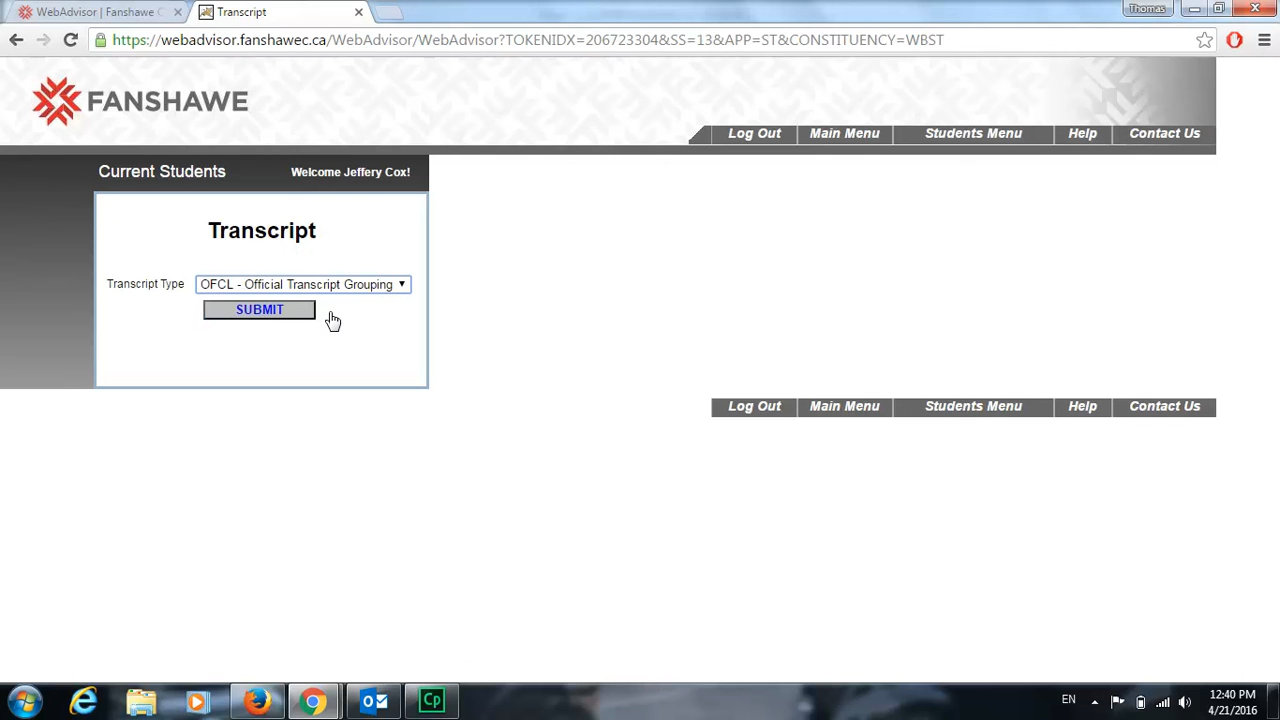 WebAdvisor | Fanshawe C
Transcript
Thomas
https://webadvisor.fanshawec.ca/WebAdvisor/WebAdvisor?TOKENIDX=206723304&SS=13&APP=ST&CONSTITUENCY=WBST
FANSHAWE
Log Out Main Menu Students Menu Help Contact Us
Current Students Welcome Jeffery Cox!
Transcript
Transcript Type OFCL - Official Transcript Grouping
SUBMIT
Log Out Main Menu Students Menu Help Contact Us
Cp
EN
12:40 PM
4/21/2016